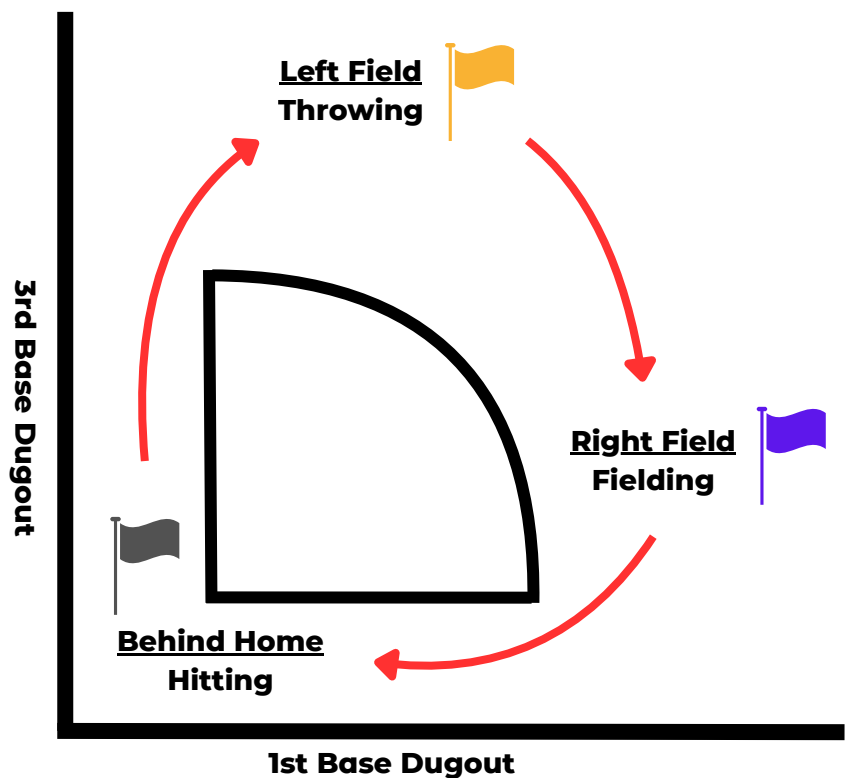 Left Field
Throwing
3rd Base Dugout
Right Field
Fielding
Behind Home
Hitting
1st Base Dugout